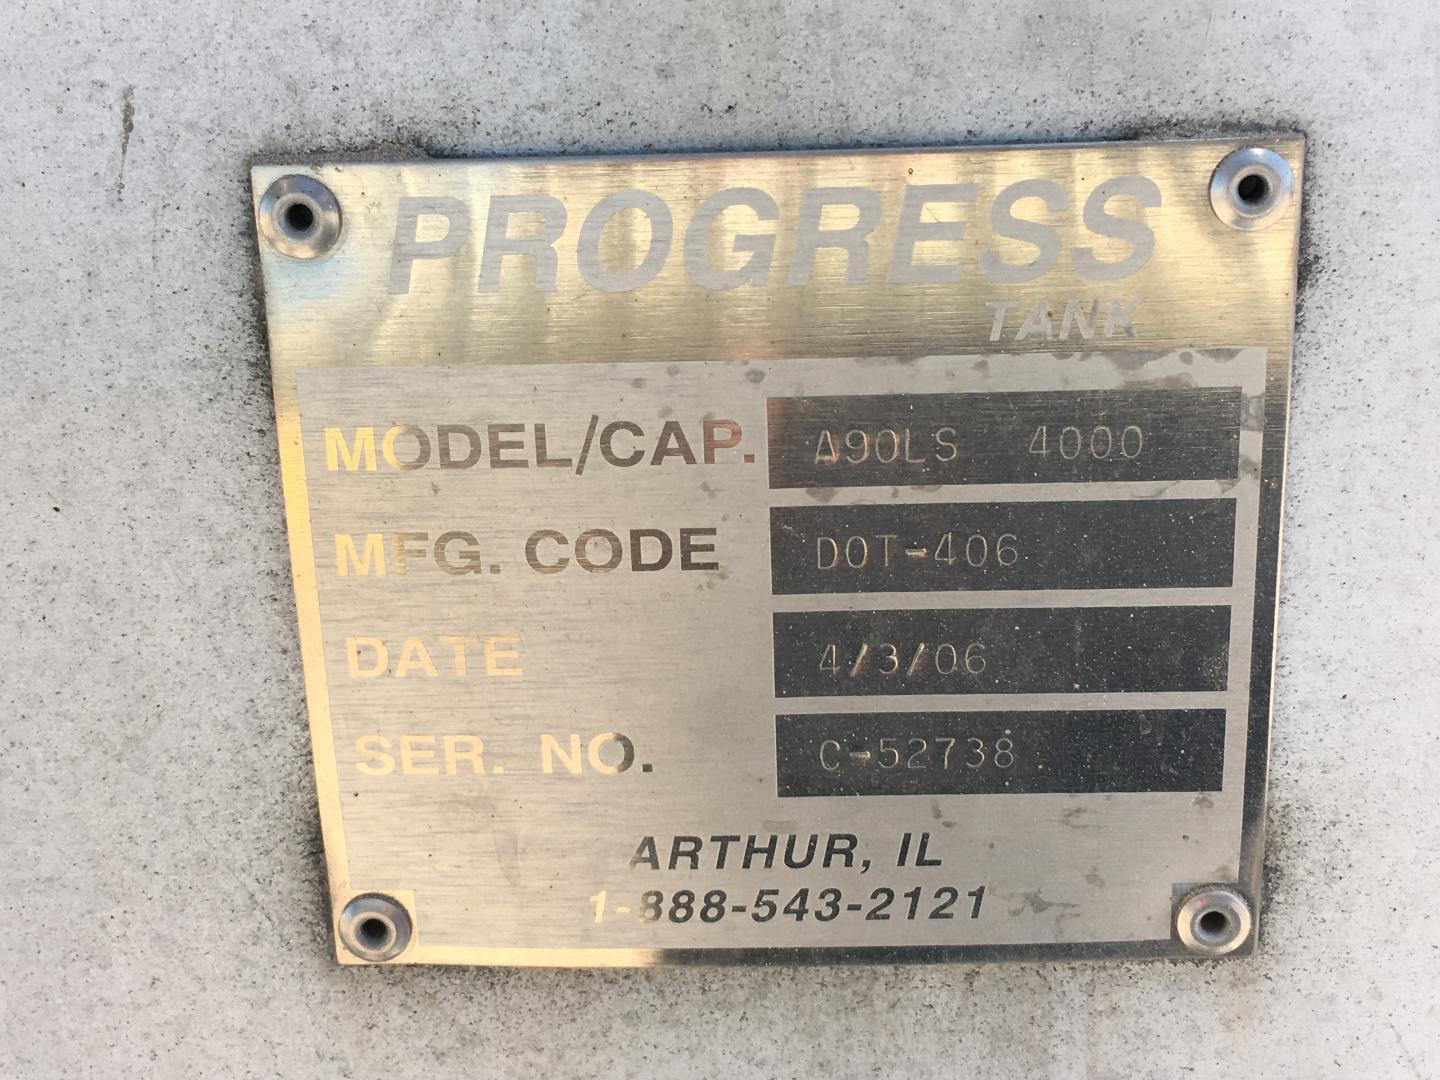 PROGRESS
TANK
MODEL/CAP. A90LS 4000
MFG. CODE DOT-406
DATE 4/3/06
SER. NO. C-52738
ARTHUR, IL
1-888-543-2121